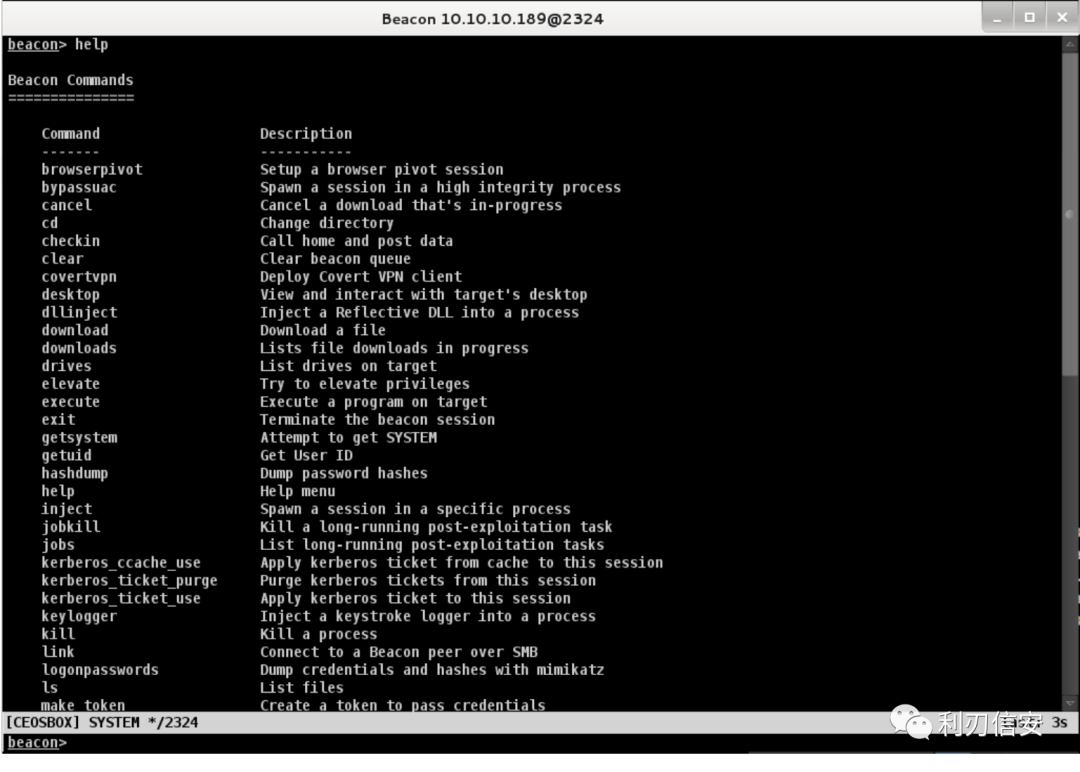 Beacon 10.10.10.189@2324
beacon> help
Beacon Commands
===============
Command Description
------- -----------
browserpivot Setup a browser pivot session
bypassuac Spawn a session in a high integrity process
cancel Cancel a download that's in-progress
cd Change directory
checkin Call home and post data
clear Clear beacon queue
covertvpn Deploy Covert VPN client
desktop View and interact with target's desktop
dllinject Inject a Reflective DLL into a process
download Download a file
downloads Lists file downloads in progress
drives List drives on target
elevate Try to elevate privileges
execute Execute a program on target
exit Terminate the beacon session
getsystem Attempt to get SYSTEM
getuid Get User ID
hashdump Dump password hashes
help Help menu
inject Spawn a session in a specific process
jobkill Kill a long-running post-exploitation task
jobs List long-running post-exploitation tasks
kerberos_ccache_use Apply kerberos ticket from cache to this session
kerberos_ticket_purge Purge kerberos tickets from this session
kerberos_ticket_use Apply kerberos ticket to this session
keylogger Inject a keystroke logger into a process
kill Kill a process
link Connect to a Beacon peer over SMB
logonpasswords Dump credentials and hashes with mimikatz
ls List files
make_token Create a token to pass credentials
[CEOSBOX] SYSTEM */2324 3s
利刃信安
beacon>